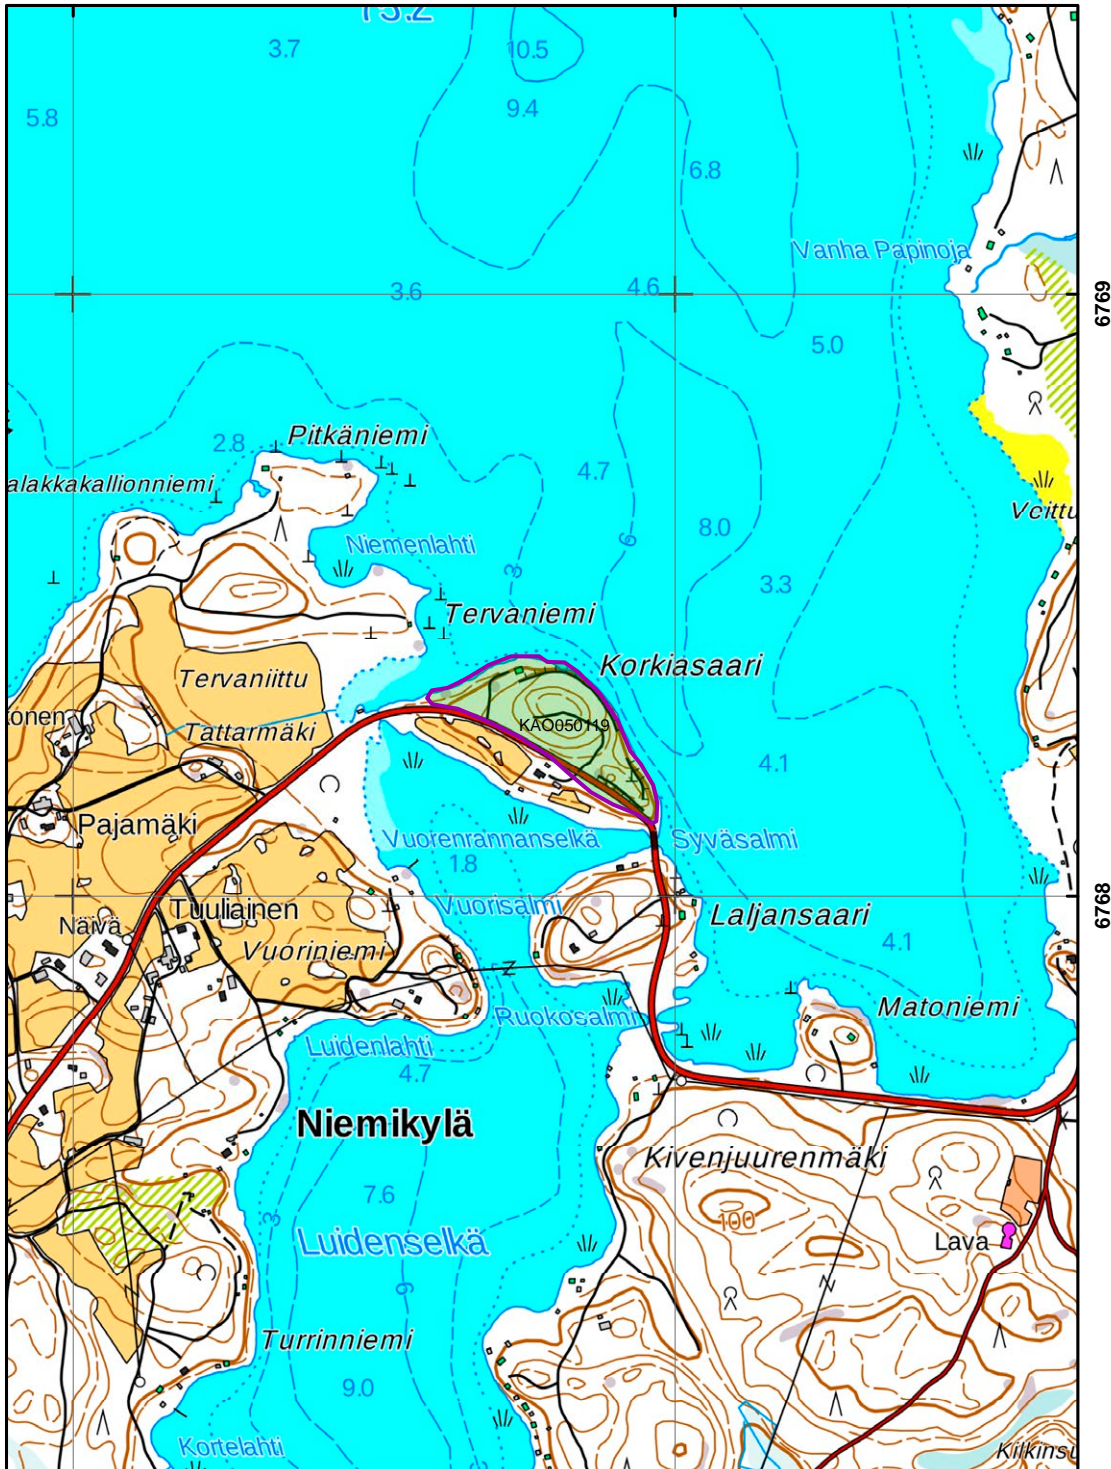 13.2
3.7
10.5
9.4
5.8
6.8
Vanha Papinoja
3.6
4.6
6769
5.0
2.8
Pitkäniemi
4.7
alakkakallionniemi
8.0
Niemenlahti
6
3
3.3
Tervaniemi
Korkiasaari
Tervaniittu
Tattarmäki
KAO050119
4.1
Pajamäki
Vuorenrannanselkä
Syväsalmi
1.8
Näivä
Tuuliainen
Vuorisalmi
Laljansaari
6768
Vuoriniemi
4.1
Ruokosalmi
Matoniemi
Luidenlahti
4.7
Niemikylä
Kivenjuurenmäki
7.6
3
100
Luidenselkä
Lava
6
Turrinniemi
9.0
Kortelahti